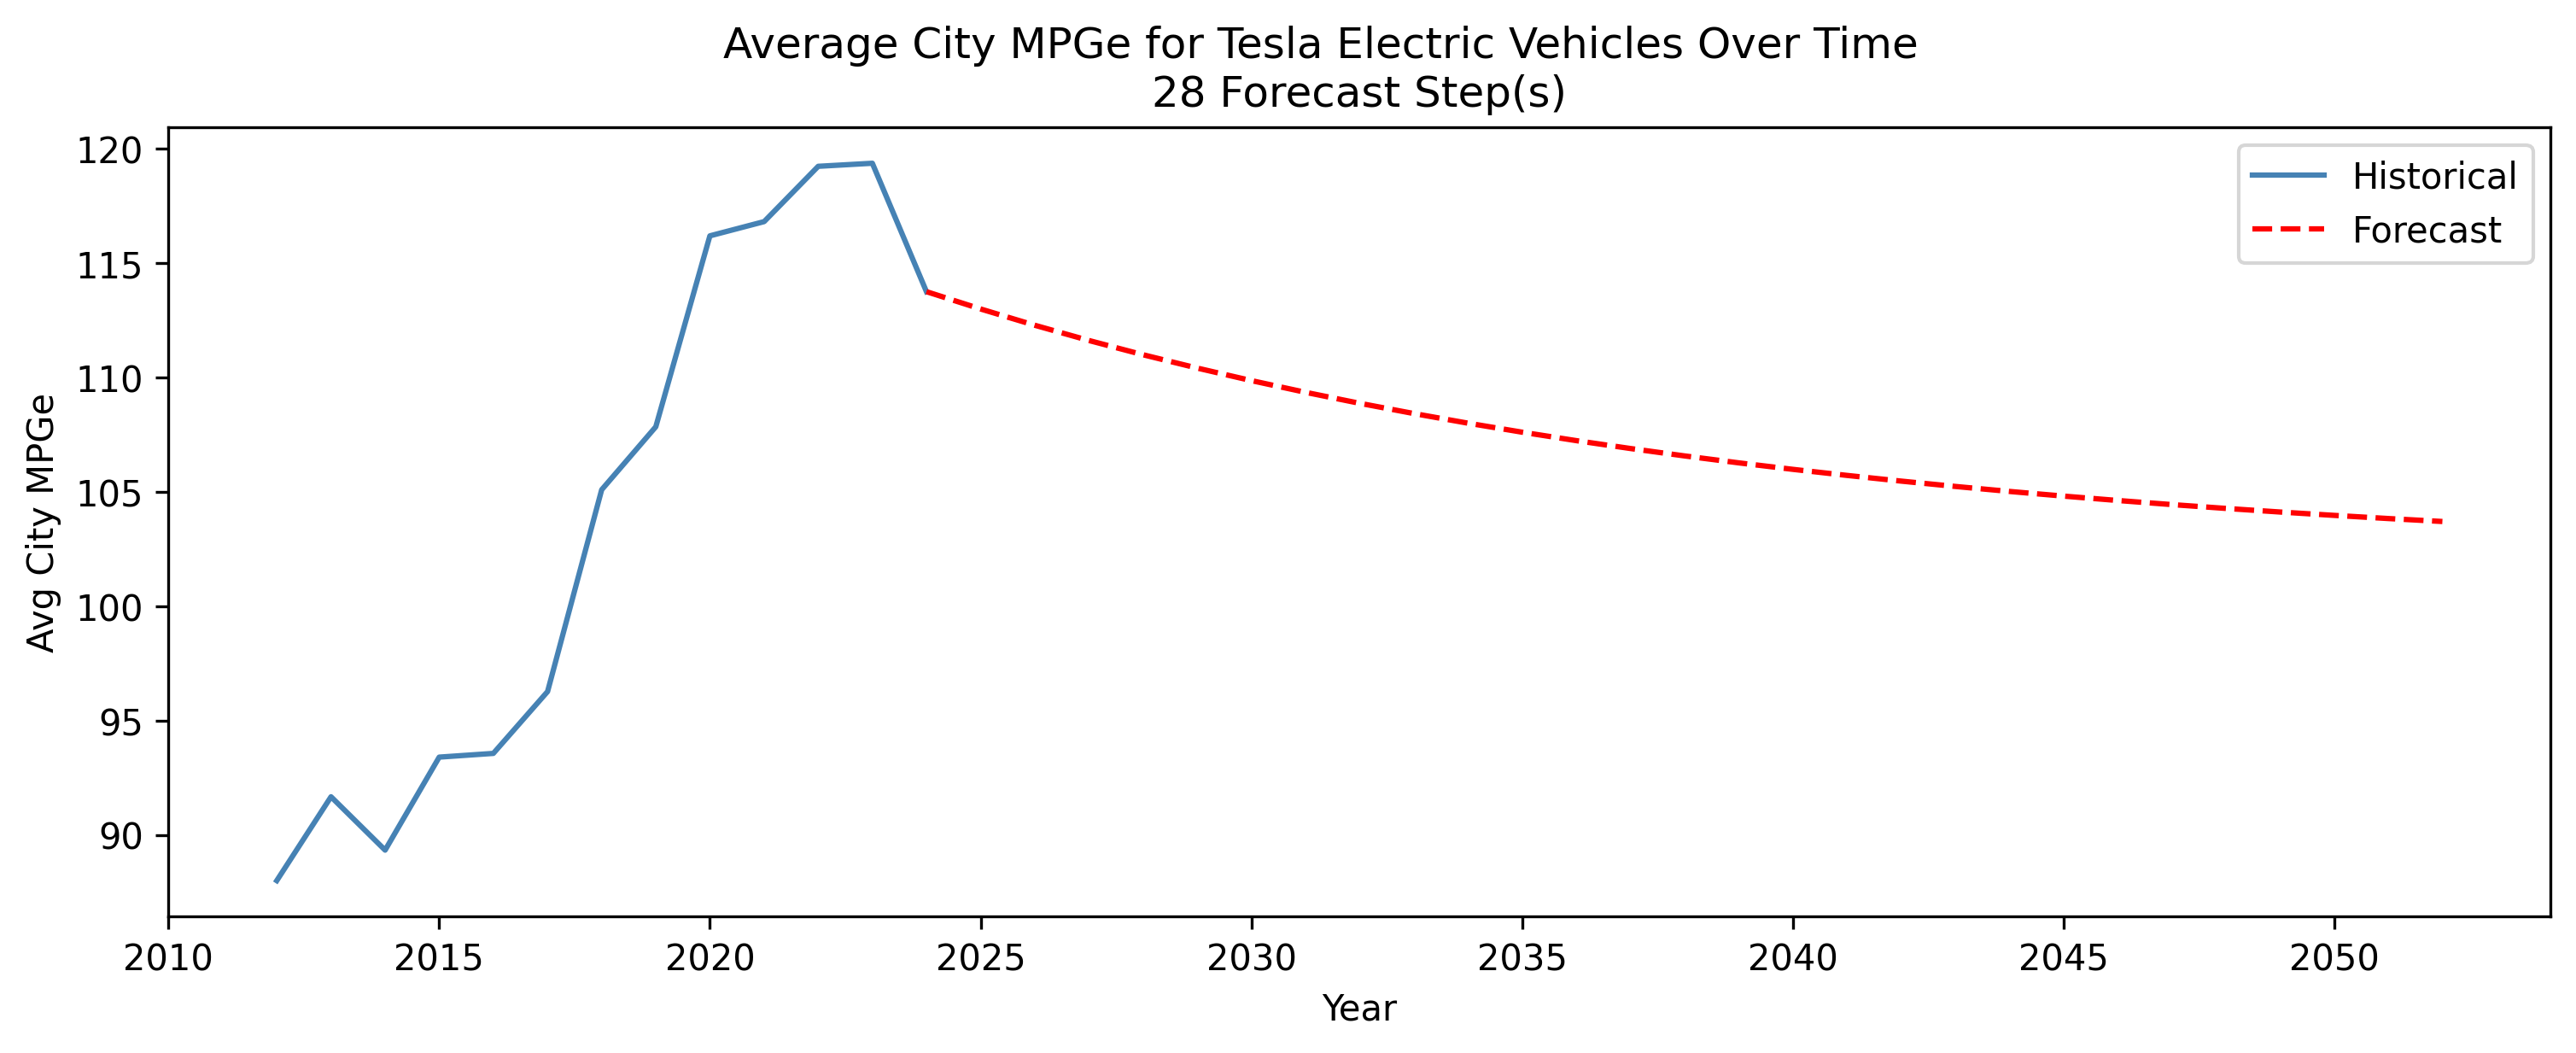 Average City MPGe for Tesla Electric Vehicles Over Time
28 Forecast Step(s)
120
115
110
105
100
95
90
Avg City MPGe
Historical
Forecast
2010
2015
2020
2025
2030
2035
2040
2045
2050
Year